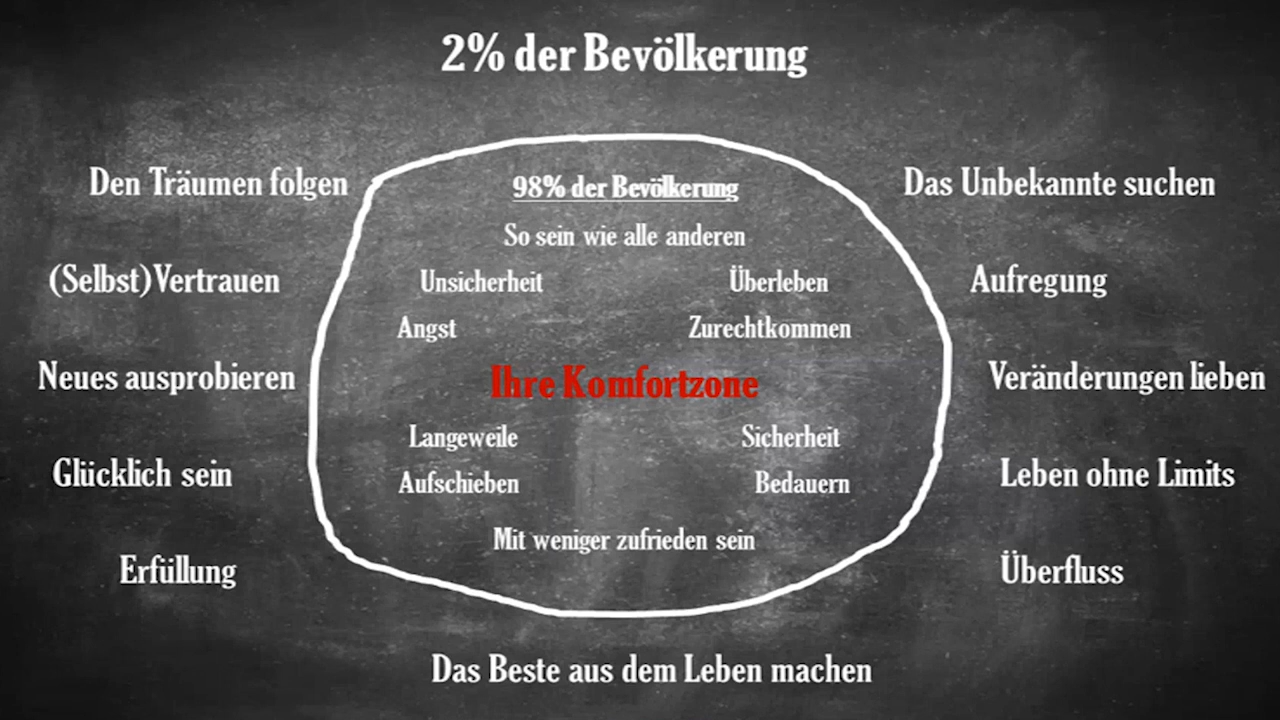 2% der Bevölkerung
Den Träumen folgen
98% der Bevölkerung
Das Unbekannte suchen
So sein wie alle anderen
(Selbst)Vertrauen
Unsicherheit
Überleben
Aufregung
Angst
Zurechtkommen
Neues ausprobieren
Ihre Komfortzone
Veränderungen lieben
Langeweile
Sicherheit
Glücklich sein
Aufschieben
Bedauern
Leben ohne Limits
Mit weniger zufrieden sein
Erfüllung
Überfluss
Das Beste aus dem Leben machen